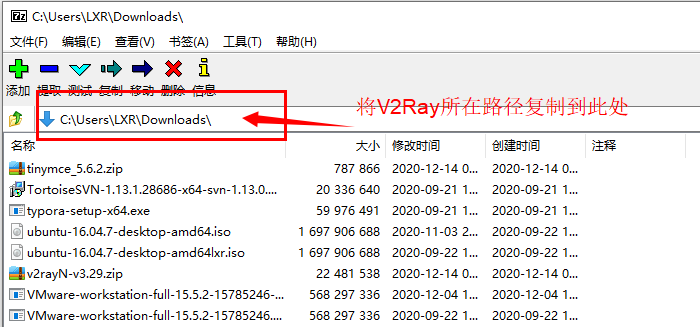 7z C:\Users\LXR\Downloads\
文件(F) 编辑(E) 查看(V) 书签(A) 工具(T) 帮助(H)
添加 提取 测试 复制 移动 删除 信息
C:\Users\LXR\Downloads\ 将V2Ray所在路径复制到此处
名称 大小 修改时间 创建时间 注释
tinymce_5.6.2.zip 787 866 2020-12-14 0... 2020-12-14 0...
TortoiseSVN-1.13.1.28686-x64-svn-1.13.0.... 20 336 640 2020-09-21 1... 2020-09-21 1...
typora-setup-x64.exe 59 976 491 2020-09-21 1... 2020-09-21 1...
ubuntu-16.04.7-desktop-amd64.iso 1 697 906 688 2020-11-03 2... 2020-09-22 1...
ubuntu-16.04.7-desktop-amd64lxr.iso 1 697 906 688 2020-09-22 1... 2020-09-22 1...
v2rayN-v3.29.zip 22 481 538 2020-12-14 0... 2020-12-14 0...
VMware-workstation-full-15.5.2-15785246-... 568 297 336 2020-12-04 1... 2020-12-04 1...
VMware-workstation-full-15.5.2-15785246.... 568 297 336 2020-09-22 1... 2020-09-22 1...